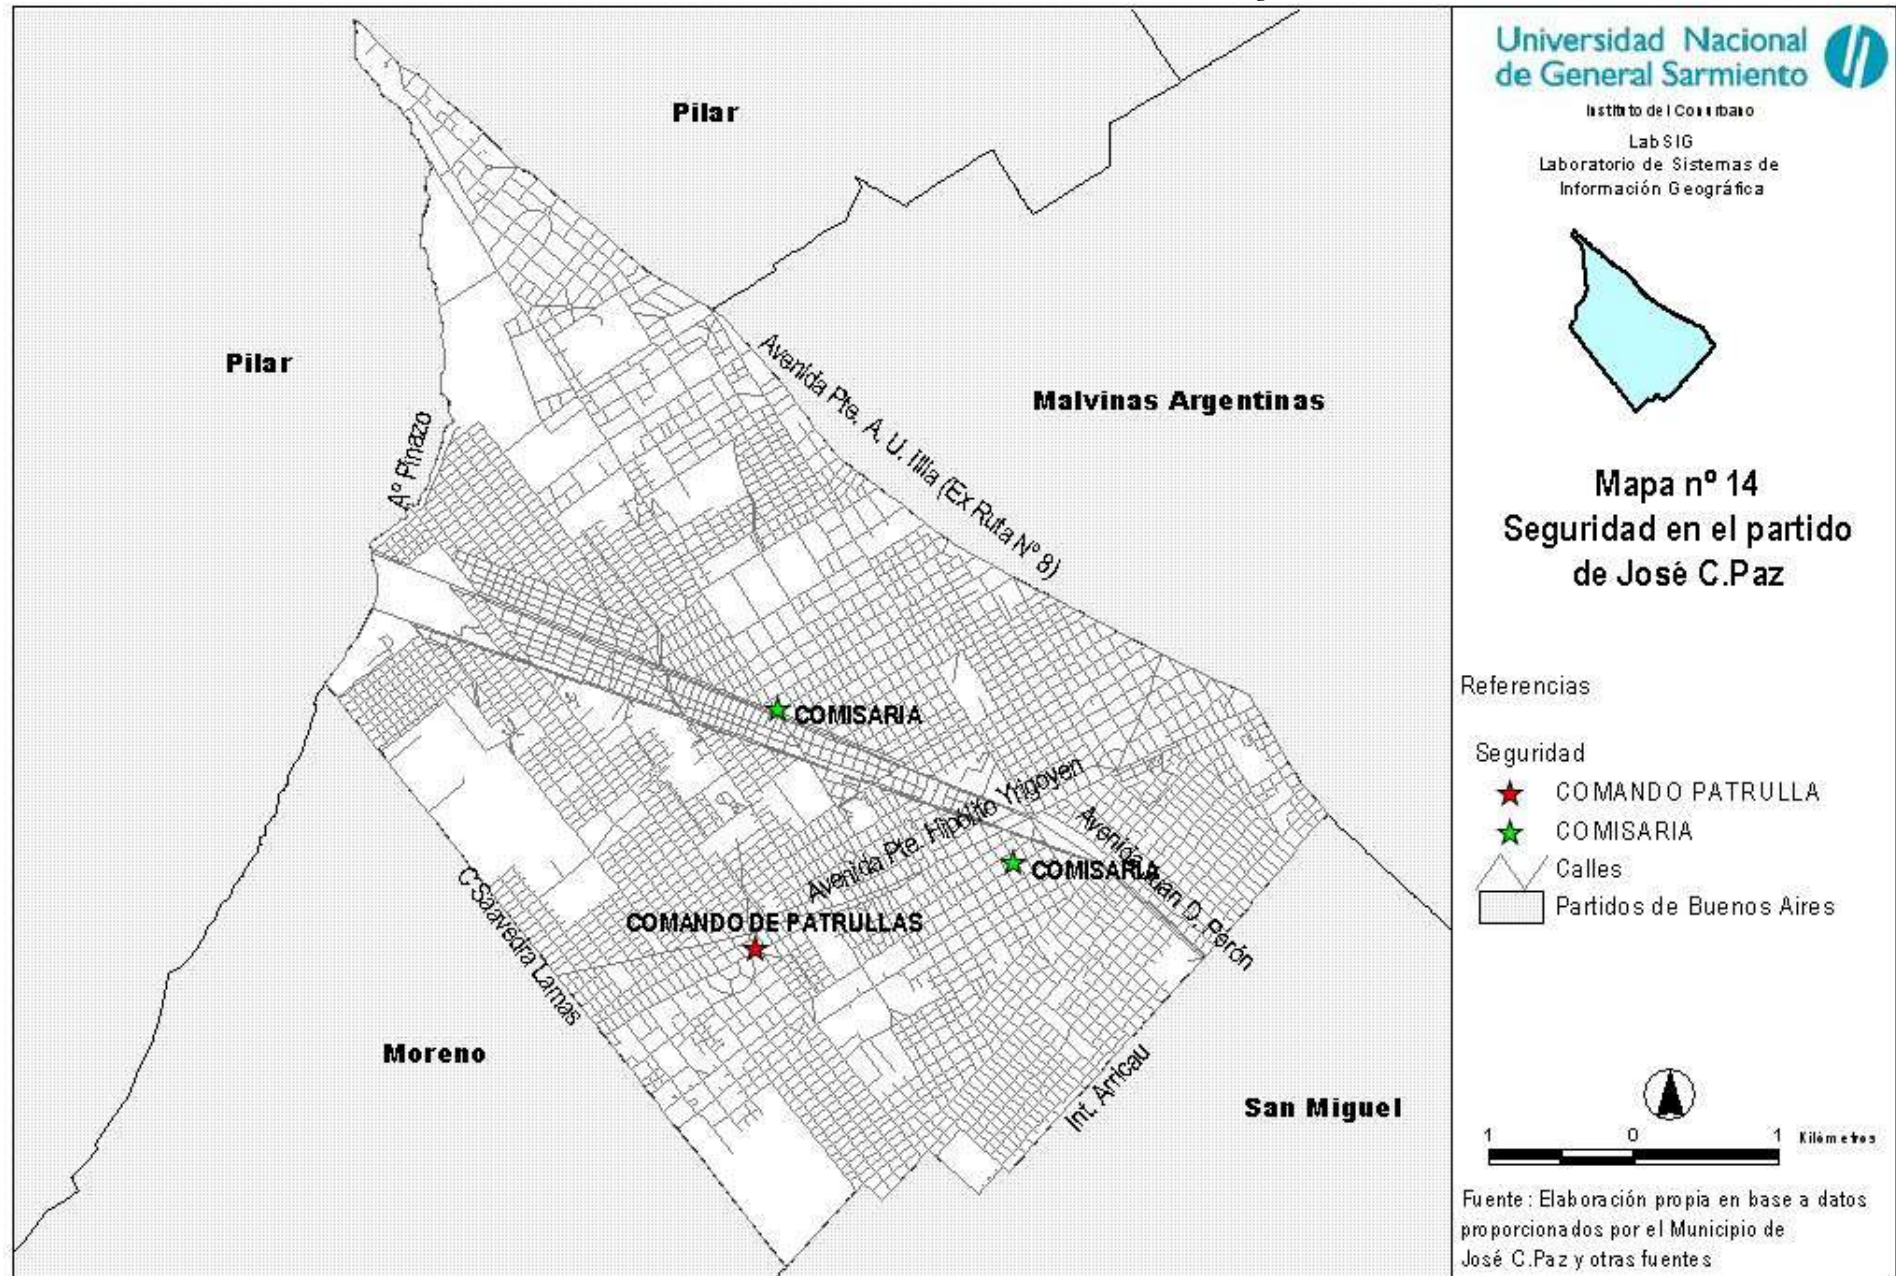 Pilar
Pilar
Malvinas Argentinas
Avenida Pte. A. U. Illia (Ex Ruta Nº 8)
Aº Pinazo
COMISARIA
Avenida Pte. Hipólito Yrigoyen
Avenida Juan D. Perón
COMISARIA
COMANDO DE PATRULLAS
C Saavedra Lamas
Moreno
Int. Arricau
San Miguel
Universidad Nacional
de General Sarmiento
Instituto del Conurbano
LabSIG
Laboratorio de Sistemas de
Información Geográfica
Mapa nº 14
Seguridad en el partido
de José C.Paz
Referencias
Seguridad
COMANDO PATRULLA
COMISARIA
Calles
Partidos de Buenos Aires
1 0 1 Kilómetros
Fuente: Elaboración propia en base a datos
proporcionados por el Municipio de
José C.Paz y otras fuentes